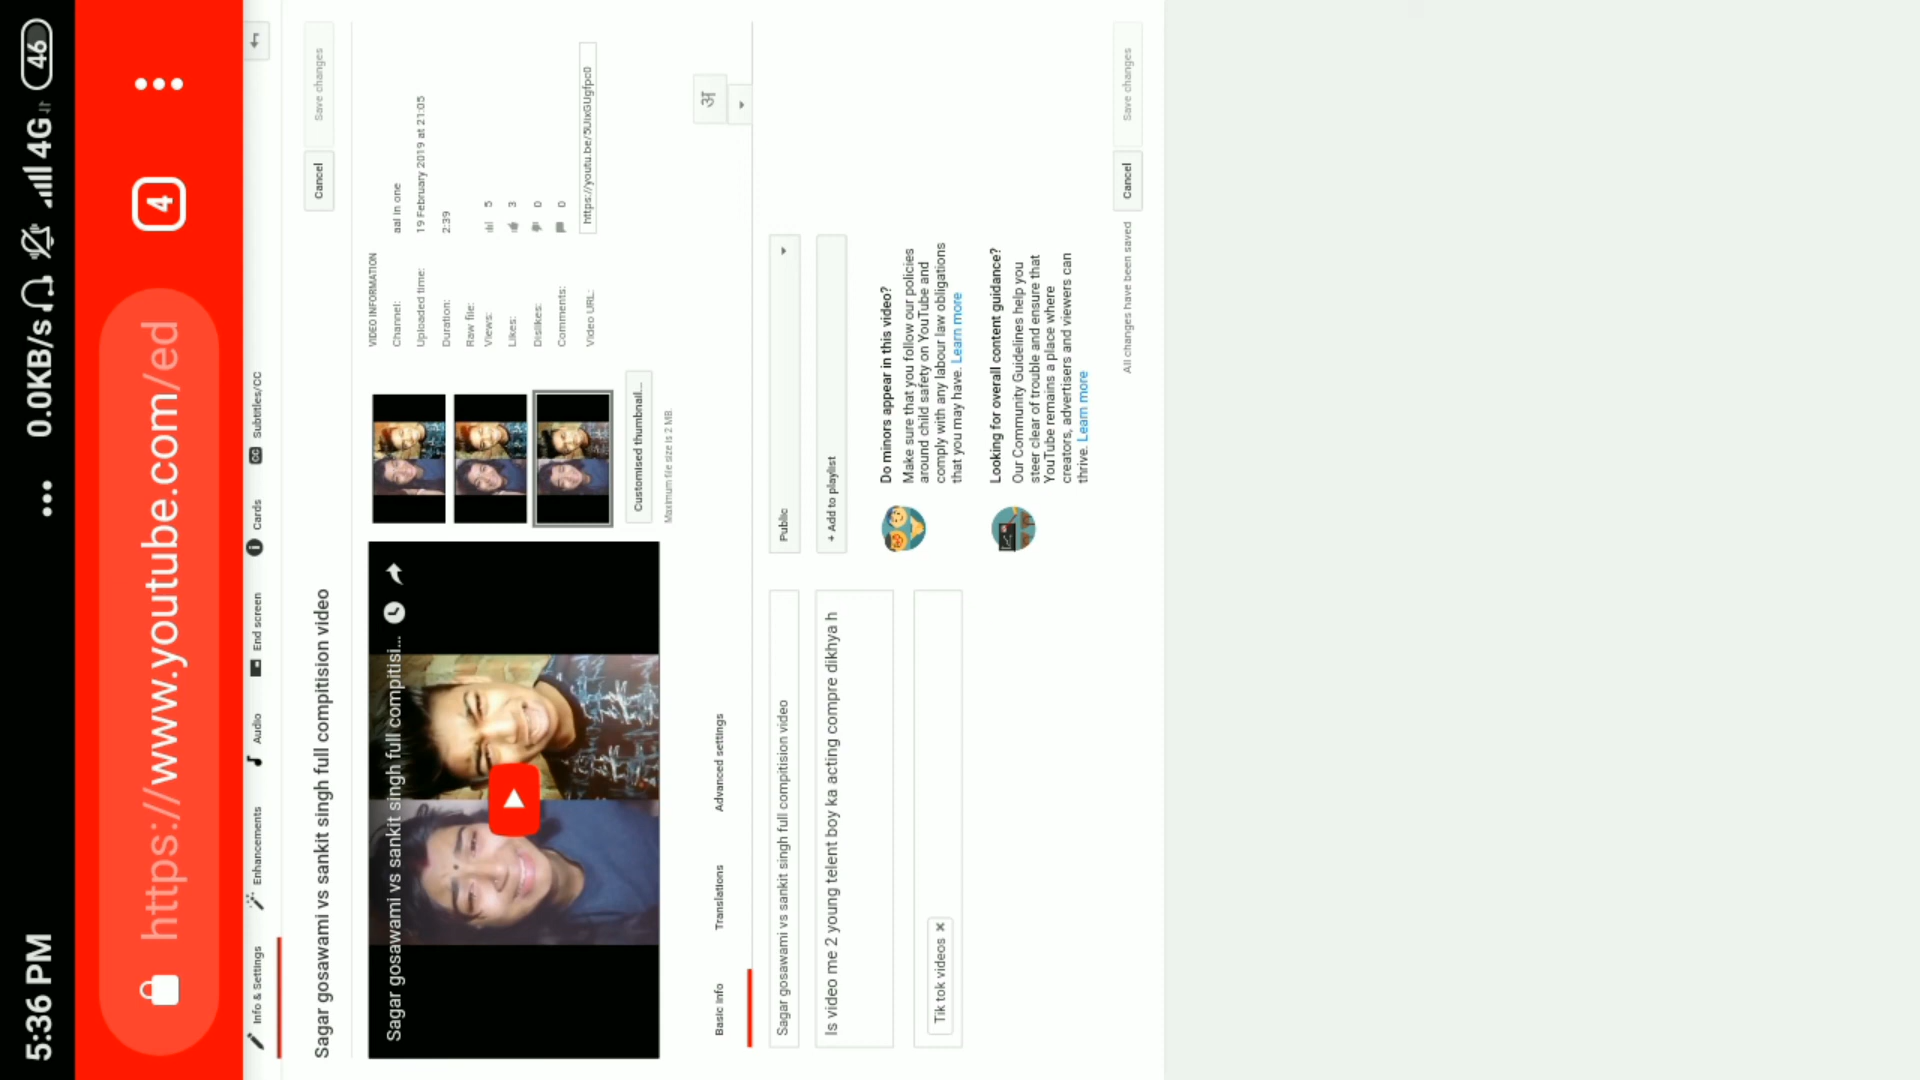 5:36 PM
... 0.0KB/s 4G 46
https://www.youtube.com/ed
4
Info & Settings
Enhancements
Audio
End screen
Cards
CC Subtitles/CC
Sagar gosawami vs sankit singh full compitision video
Cancel
Save changes
Sagar gosawami vs sankit singh full compitisi...
VIDEO INFORMATION
Channel: aal in one
Uploaded time: 19 February 2019 at 21:05
Duration: 2:39
Raw file:
Views: 5
Likes: 3
Dislikes: 0
Comments: 0
Video URL: https://youtu.be/5UixGUgfpc0
Customised thumbnail...
Maximum file size is 2 MB.
Basic info
Translations
Advanced settings
अ
Sagar gosawami vs sankit singh full compitision video
Public
Is video me 2 young telent boy ka acting compre dikhya h
+ Add to playlist
Tik tok videos ×
Do minors appear in this video?
Make sure that you follow our policies
around child safety on YouTube and
comply with any labour law obligations
that you may have. Learn more
Looking for overall content guidance?
Our Community Guidelines help you
steer clear of trouble and ensure that
YouTube remains a place where
creators, advertisers and viewers can
thrive. Learn more
All changes have been saved
Cancel
Save changes